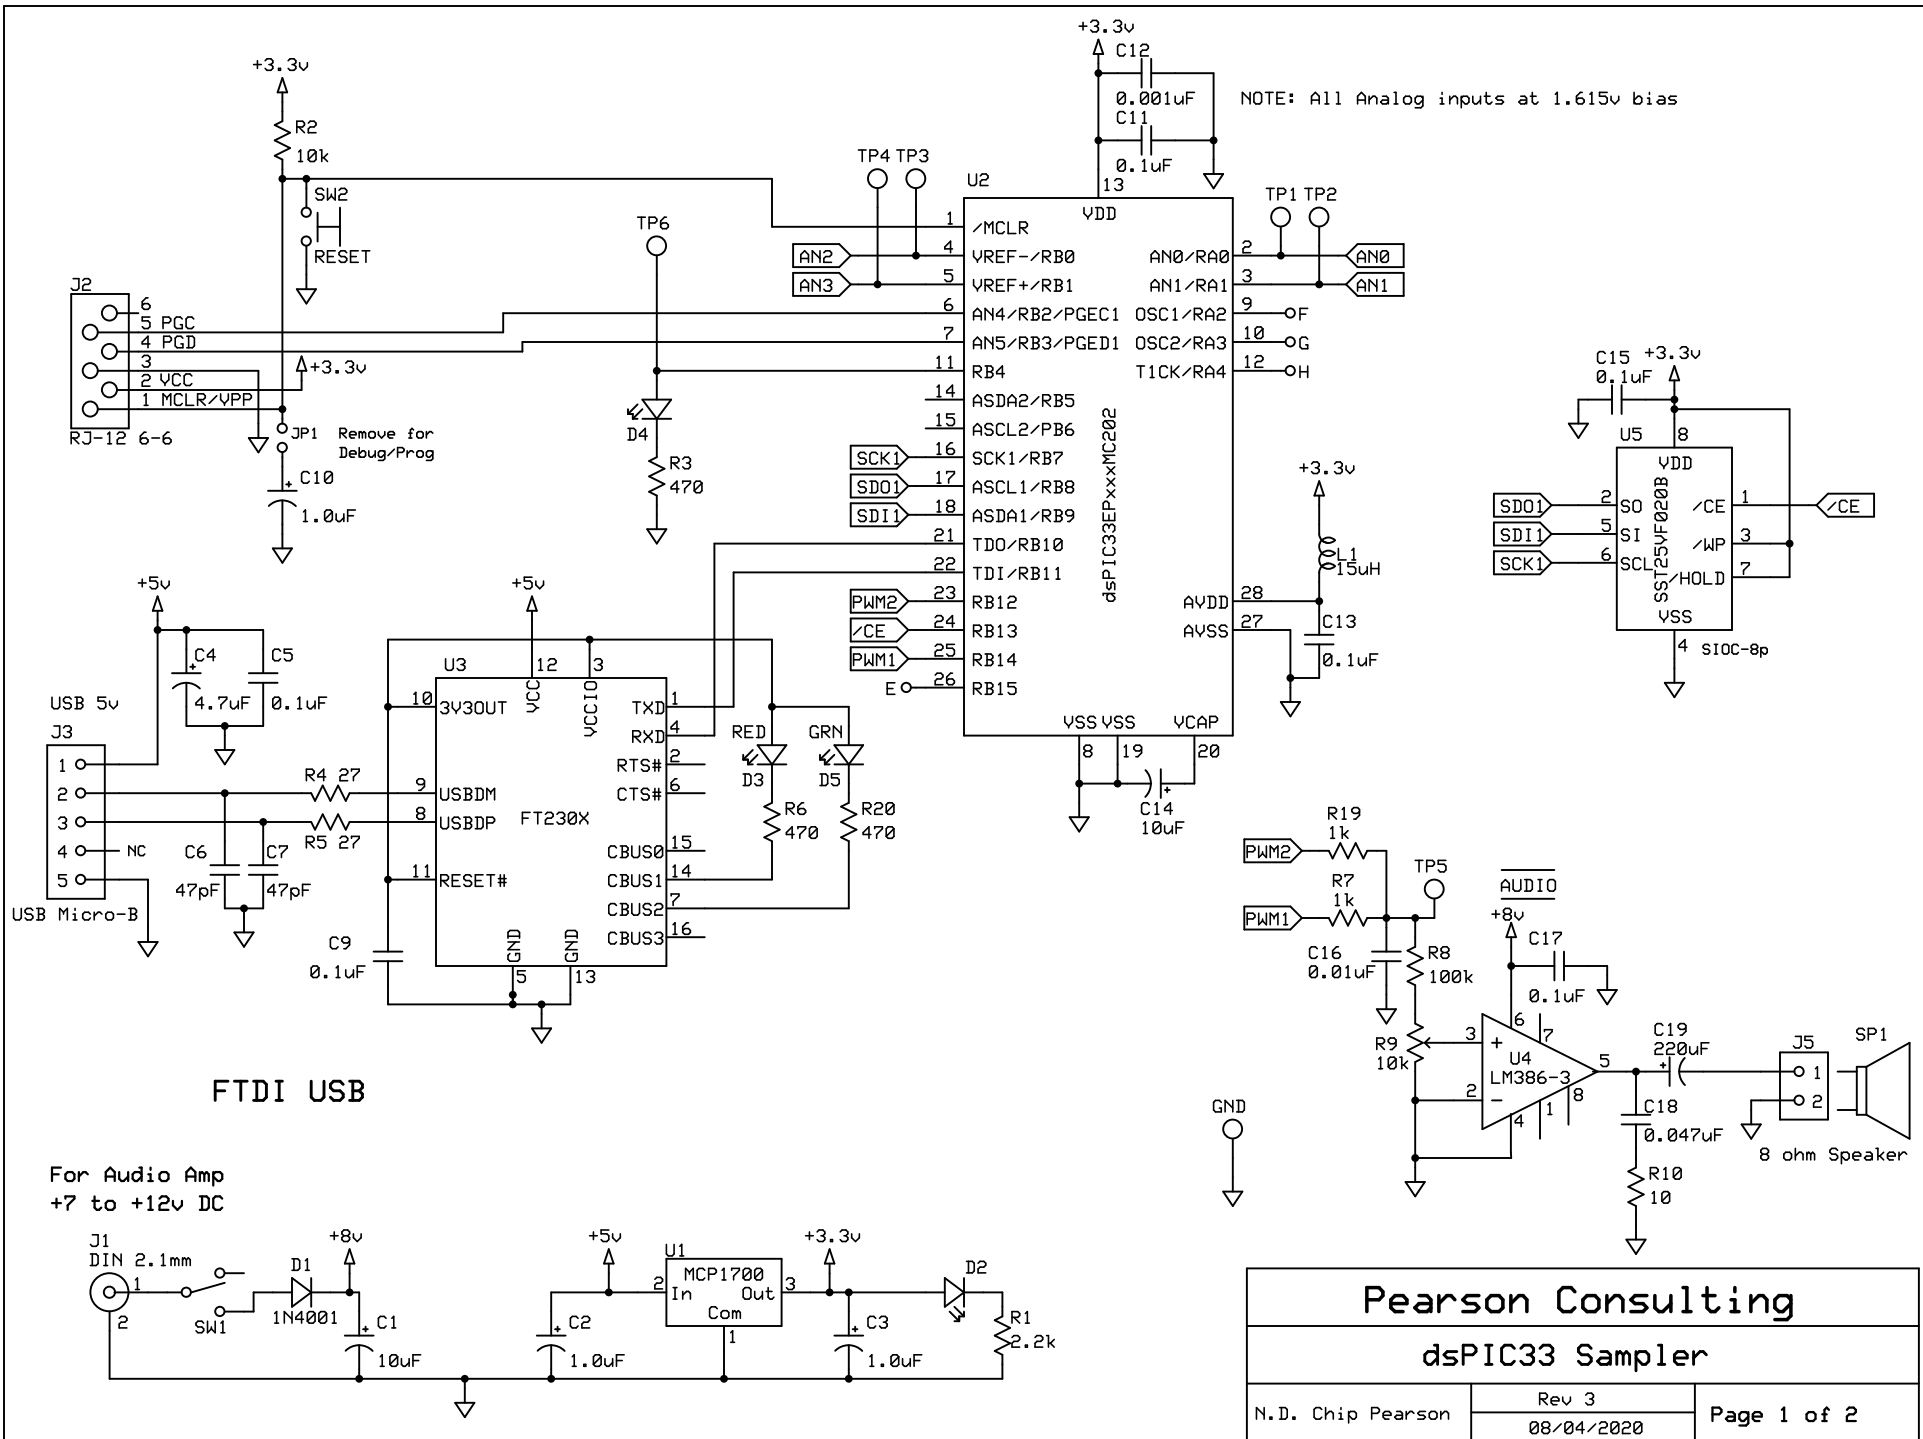 +3.3v
C12
0.001uF
C11
0.1uF
NOTE: All Analog inputs at 1.615v bias
+3.3v
R2
10k
SW2
RESET
TP4 TP3
TP6
U2
13
VDD
TP1 TP2
1 /MCLR
AN2 4 VREF-/RB0
AN3 5 VREF+/RB1
6 AN4/RB2/PGEC1
7 AN5/RB3/PGED1
11 RB4
14 ASDA2/RB5
15 ASCL2/PB6
SCK1 16 SCK1/RB7
SDO1 17 ASCL1/RB8
SDI1 18 ASDA1/RB9
21 TDO/RB10
22 TDI/RB11
PWM2 23 RB12
/CE 24 RB13
PWM1 25 RB14
E 26 RB15
AN0/RA0 2 AN0
AN1/RA1 3 AN1
OSC1/RA2 9 F
OSC2/RA3 10 G
T1CK/RA4 12 H
dsPIC33EPxxxMC202
AVDD 28
AVSS 27
VSS VSS VCAP
8 19 20
C14
10uF
+3.3v
L1
15uH
C13
0.1uF
J2
6
5 PGC
4 PGD
3
2 VCC
1 MCLR/VPP
RJ-12 6-6
+3.3v
JP1 Remove for
Debug/Prog
C10
1.0uF
D4
R3
470
C15 +3.3v
0.1uF
U5 8
VDD
SST25VF020B
SDO1 2 SO
SDI1 5 SI
SCK1 6 SCL
/CE 1 /CE
/WP 3
/HOLD 7
VSS
4 SIOC-8p
+5v
C4
4.7uF
C5
0.1uF
USB 5v
J3
1
2
3
4 NC
5
USB Micro-B
R4 27
R5 27
C6
47pF
C7
47pF
C9
0.1uF
+5v
U3 12 3
VCC
VCCIO
10 3V3OUT
9 USBDM
8 USBDP
11 RESET#
FT230X
TXD 1
RXD 4
RTS# 2
CTS# 6
CBUS0 15
CBUS1 14
CBUS2 7
CBUS3 16
GND GND
5 13
RED
D3
GRN
D5
R6
470
R20
470
FTDI USB
PWM2
R19
1k
PWM1
R7
1k
TP5
C16
0.01uF
R8
100k
R9
10k
AUDIO
+8v
C17
0.1uF
3 +
2 -
6
7
U4
LM386-3
5
4
1
8
C19
220uF
C18
0.047uF
R10
10
J5
1
2
SP1
8 ohm Speaker
GND
For Audio Amp
+7 to +12v DC
J1
DIN 2.1mm
1
2
SW1
D1
1N4001
+8v
C1
10uF
+5v
C2
1.0uF
U1
MCP1700
2 In Out 3
Com
1
+3.3v
C3
1.0uF
D2
R1
2.2k
Pearson Consulting
dsPIC33 Sampler
N.D. Chip Pearson
Rev 3
08/04/2020
Page 1 of 2